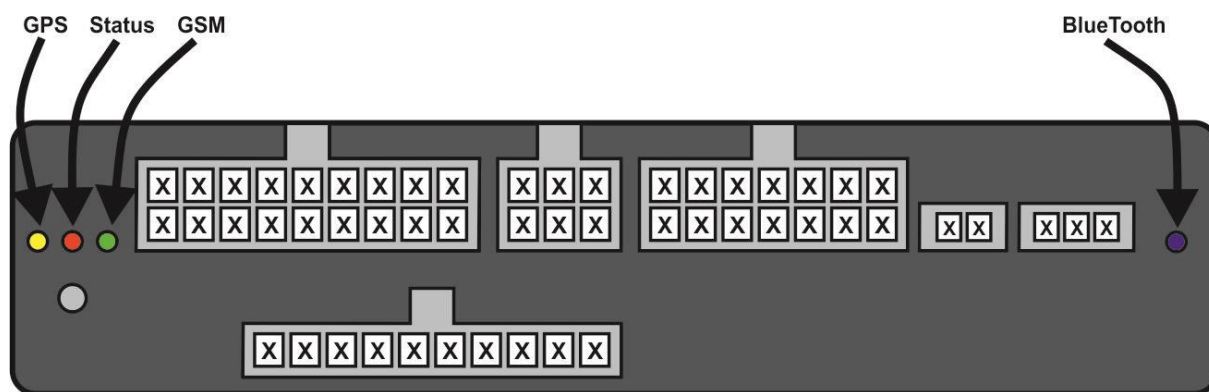 GPS Status GSM BlueTooth
X X X X X X X X X X X X X X X X X X X
X X X X X X X X X X X X X X X X X X X
X X X X X
X X X X X X X X X X